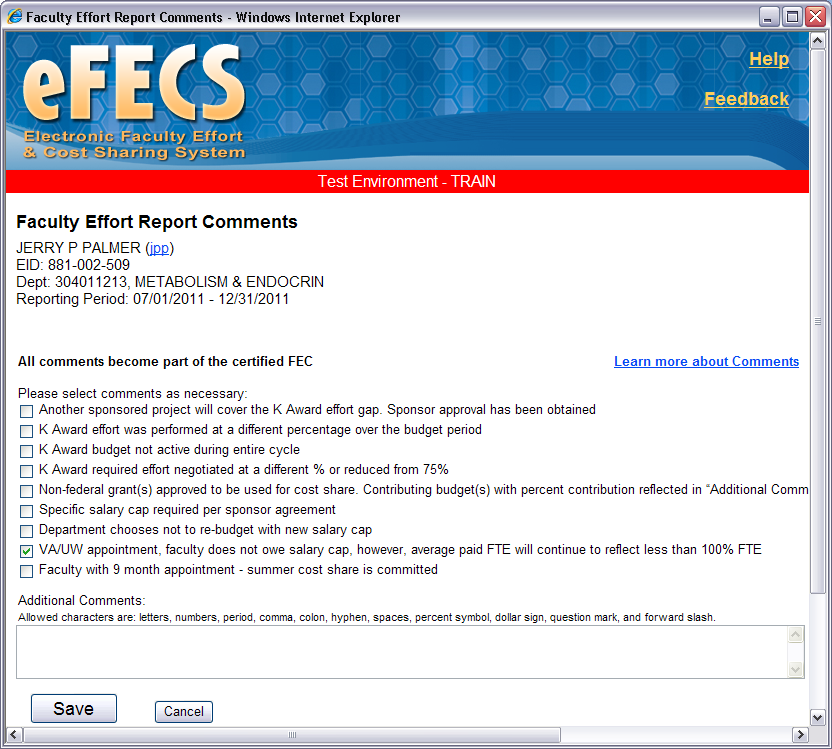 Faculty Effort Report Comments - Windows Internet Explorer
eFECS
Electronic Faculty Effort
& Cost Sharing System
Help
Feedback
Test Environment - TRAIN
Faculty Effort Report Comments
JERRY P PALMER (jpp)
EID: 881-002-509
Dept: 304011213, METABOLISM & ENDOCRIN
Reporting Period: 07/01/2011 - 12/31/2011
All comments become part of the certified FEC
Learn more about Comments
Please select comments as necessary:
Another sponsored project will cover the K Award effort gap. Sponsor approval has been obtained
K Award effort was performed at a different percentage over the budget period
K Award budget not active during entire cycle
K Award required effort negotiated at a different % or reduced from 75%
Non-federal grant(s) approved to be used for cost share. Contributing budget(s) with percent contribution reflected in “Additional Comm
Specific salary cap required per sponsor agreement
Department chooses not to re-budget with new salary cap
VA/UW appointment, faculty does not owe salary cap, however, average paid FTE will continue to reflect less than 100% FTE
Faculty with 9 month appointment - summer cost share is committed
Additional Comments:
Allowed characters are: letters, numbers, period, comma, colon, hyphen, spaces, percent symbol, dollar sign, question mark, and forward slash.
Save
Cancel